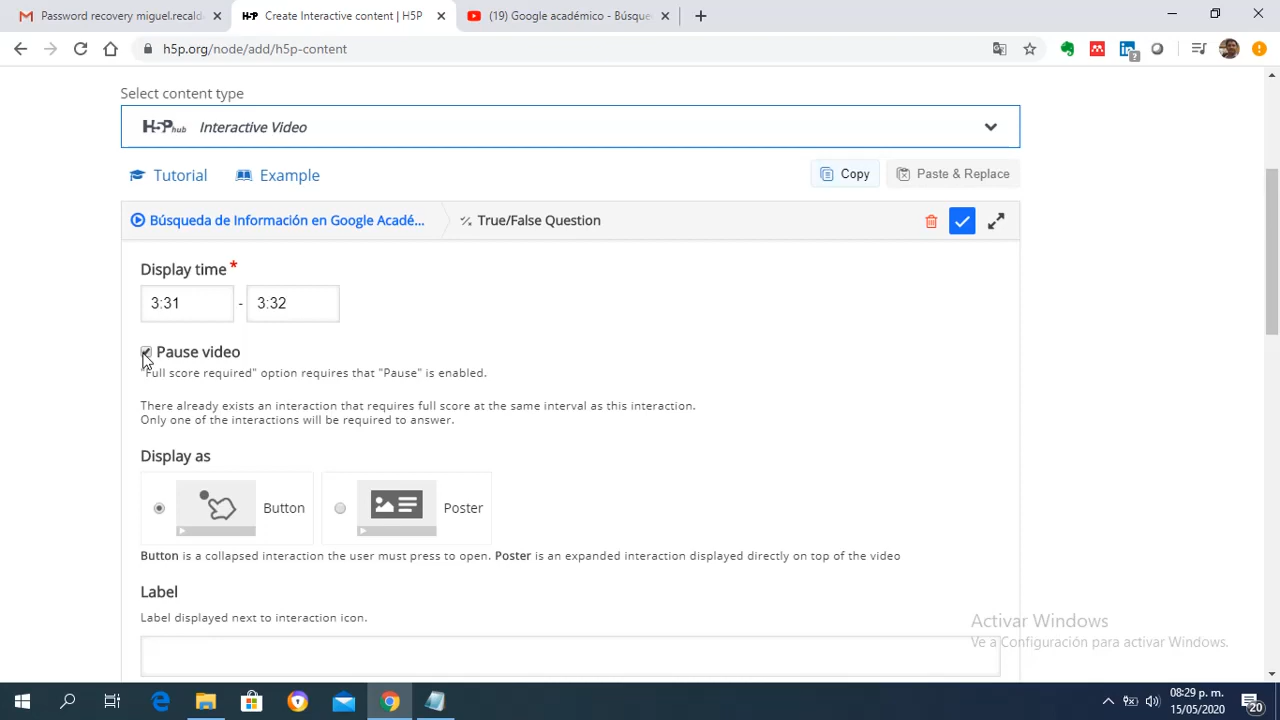 Password recovery miguel.recald
Create Interactive content | H5P
(19) Google académico - Búsque
h5p.org/node/add/h5p-content
Select content type
H5P hub Interactive Video
Tutorial
Example
Copy
Paste & Replace
Búsqueda de Información en Google Acadé...
True/False Question
Display time *
3:31 - 3:32
Pause video
"Full score required" option requires that "Pause" is enabled.
There already exists an interaction that requires full score at the same interval as this interaction.
Only one of the interactions will be required to answer.
Display as
Button
Poster
Button is a collapsed interaction the user must press to open. Poster is an expanded interaction displayed directly on top of the video
Label
Label displayed next to interaction icon.
Activar Windows
Ve a Configuración para activar Windows.
08:29 p. m.
15/05/2020
20